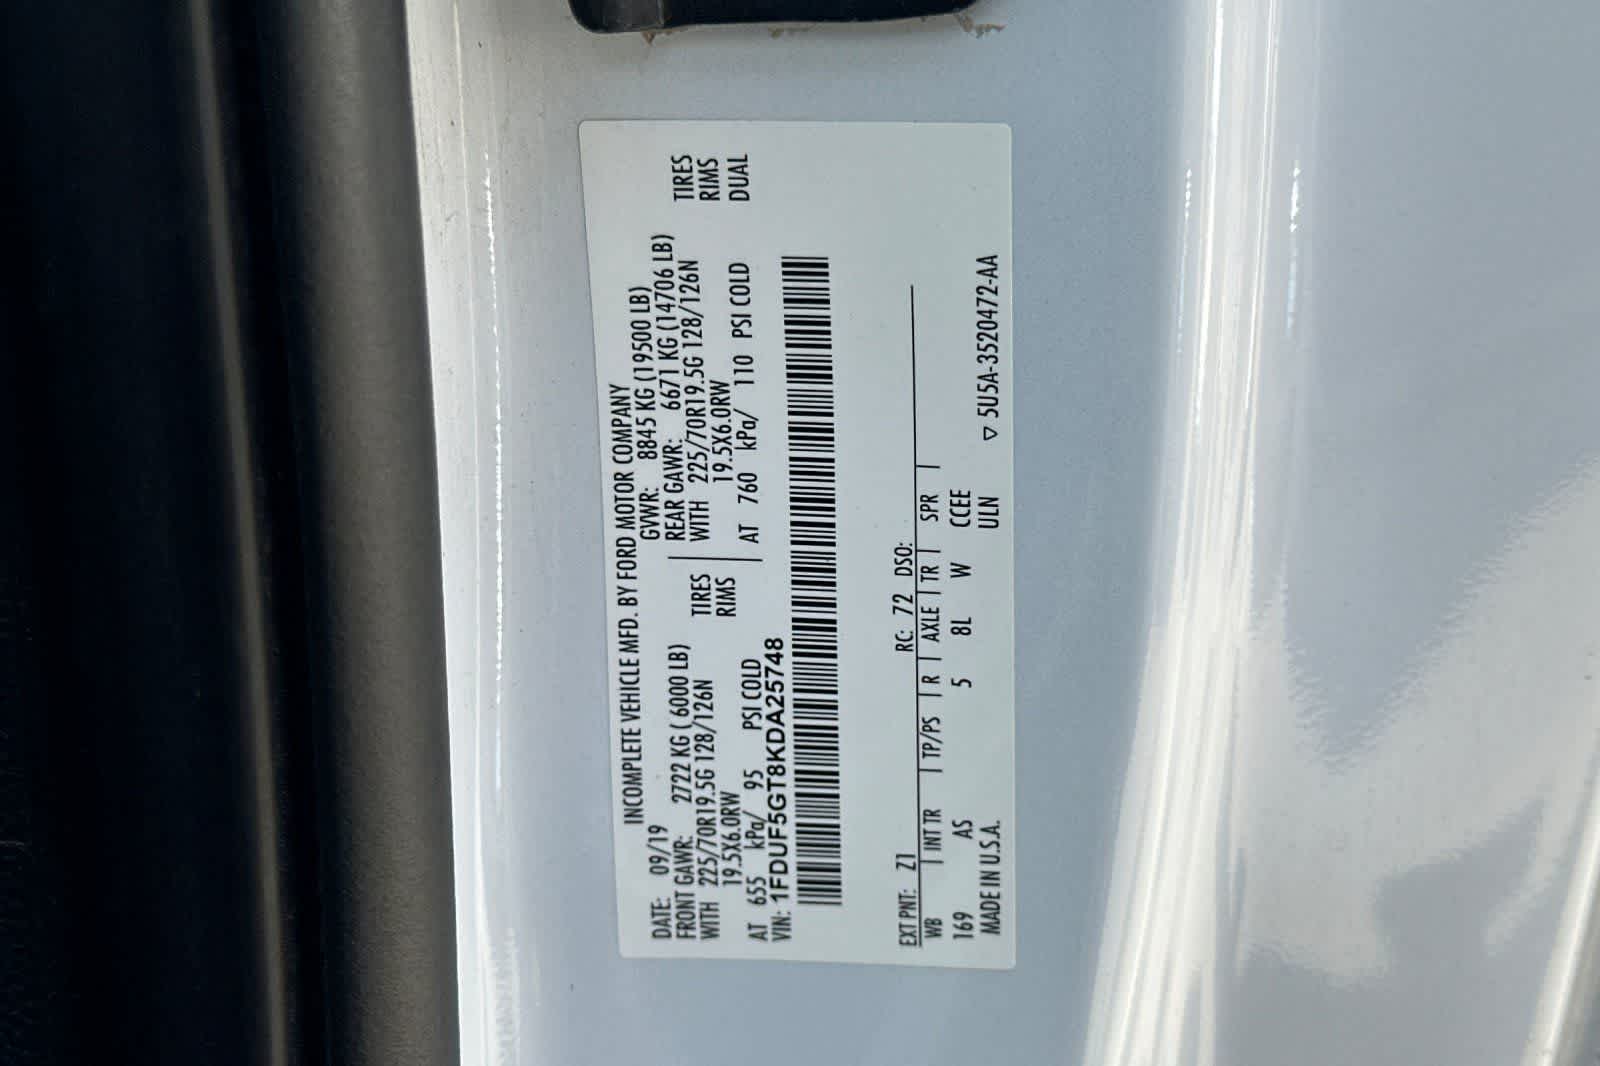 INCOMPLETE VEHICLE MFD. BY FORD MOTOR COMPANY
DATE: 09/19 GVWR: 8845 KG (19500 LB)
FRONT GAWR: 2722 KG ( 6000 LB) REAR GAWR: 6671 KG (14706 LB)
WITH 225/70R19.5G 128/126N TIRES WITH 225/70R19.5G 128/126N TIRES
19.5X6.0RW RIMS 19.5X6.0RW RIMS
AT 655 kPa/ 95 PSI COLD AT 760 kPa/ 110 PSI COLD DUAL
VIN: 1FDUF5GT8KDA25748
EXT PNT: Z1 RC: 72 DSO:
WB | INT TR | TP/PS | R | AXLE | TR | SPR |
169 AS 5 8L W CCEE
MADE IN U.S.A. ULN ▽ 5U5A-3520472-AA